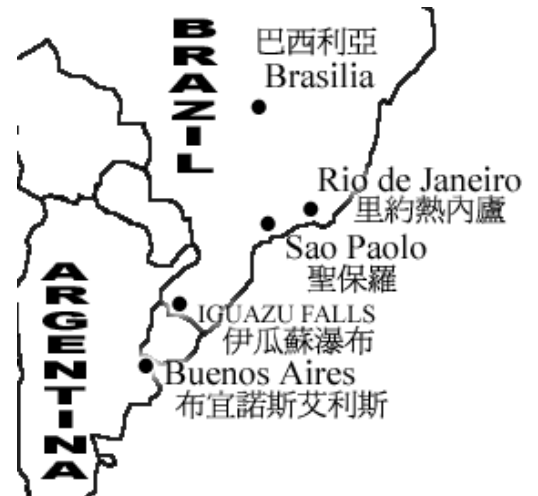 BRAZIL
巴西利亞
Brasilia
Rio de Janeiro
里約熱內盧
Sao Paolo
聖保羅
ARGENTINA
IGUAZU FALLS
伊瓜蘇瀑布
Buenos Aires
布宜諾斯艾利斯